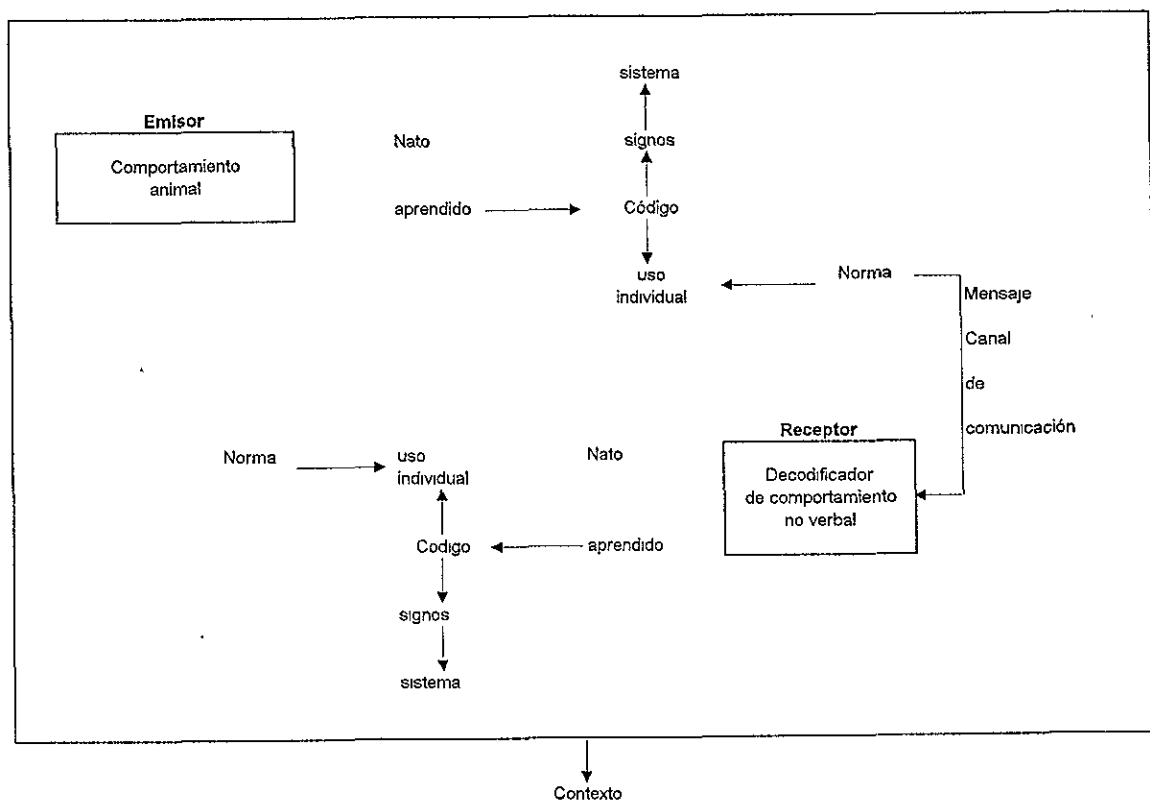 sistema
Emisor
Comportamiento
animal
Nato
signos
aprendido
Código
uso
individual
Norma
Mensaje
Canal
de
comunicación
Receptor
Decodificador
de comportamiento
no verbal
Norma
uso
individual
Nato
Codigo
aprendido
signos
sistema
Contexto